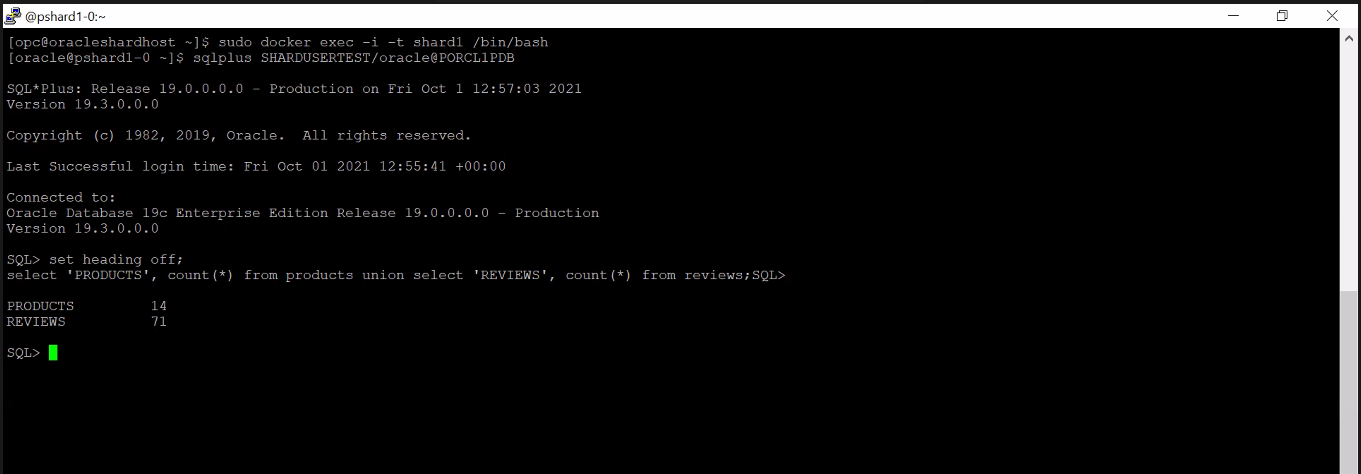 @pshard1-0:~
[opc@oracleshardhost ~]$ sudo docker exec -i -t shard1 /bin/bash
[oracle@pshard1-0 ~]$ sqlplus SHARDUSERTEST/oracle@PORCL1PDB
SQL*Plus: Release 19.0.0.0.0 - Production on Fri Oct 1 12:57:03 2021
Version 19.3.0.0.0
Copyright (c) 1982, 2019, Oracle.  All rights reserved.
Last Successful login time: Fri Oct 01 2021 12:55:41 +00:00
Connected to:
Oracle Database 19c Enterprise Edition Release 19.0.0.0.0 - Production
Version 19.3.0.0.0
SQL> set heading off;
select 'PRODUCTS', count(*) from products union select 'REVIEWS', count(*) from reviews;SQL>
PRODUCTS         14
REVIEWS          71
SQL>